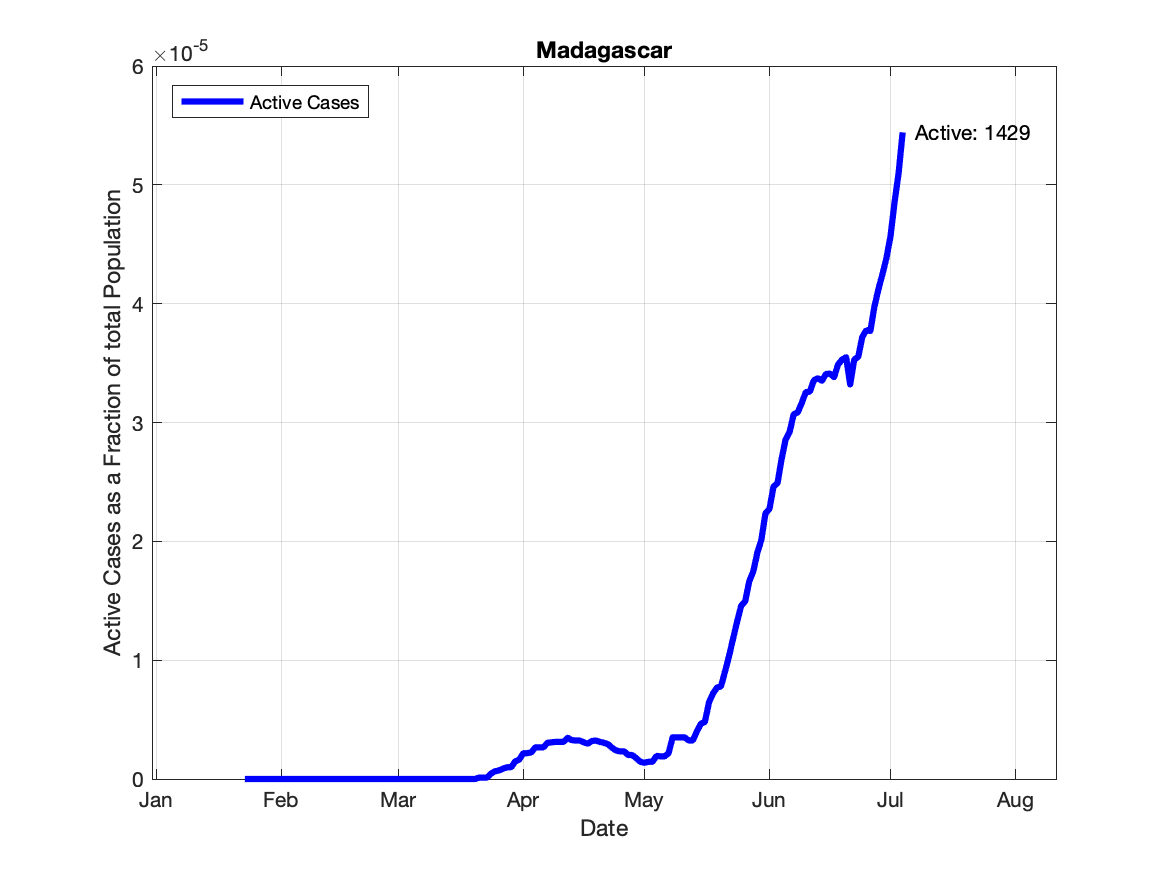 Madagascar
×10-5
Active Cases
Active: 1429
6
5
4
3
2
1
0
Active Cases as a Fraction of total Population
Jan Feb Mar Apr May Jun Jul Aug
Date